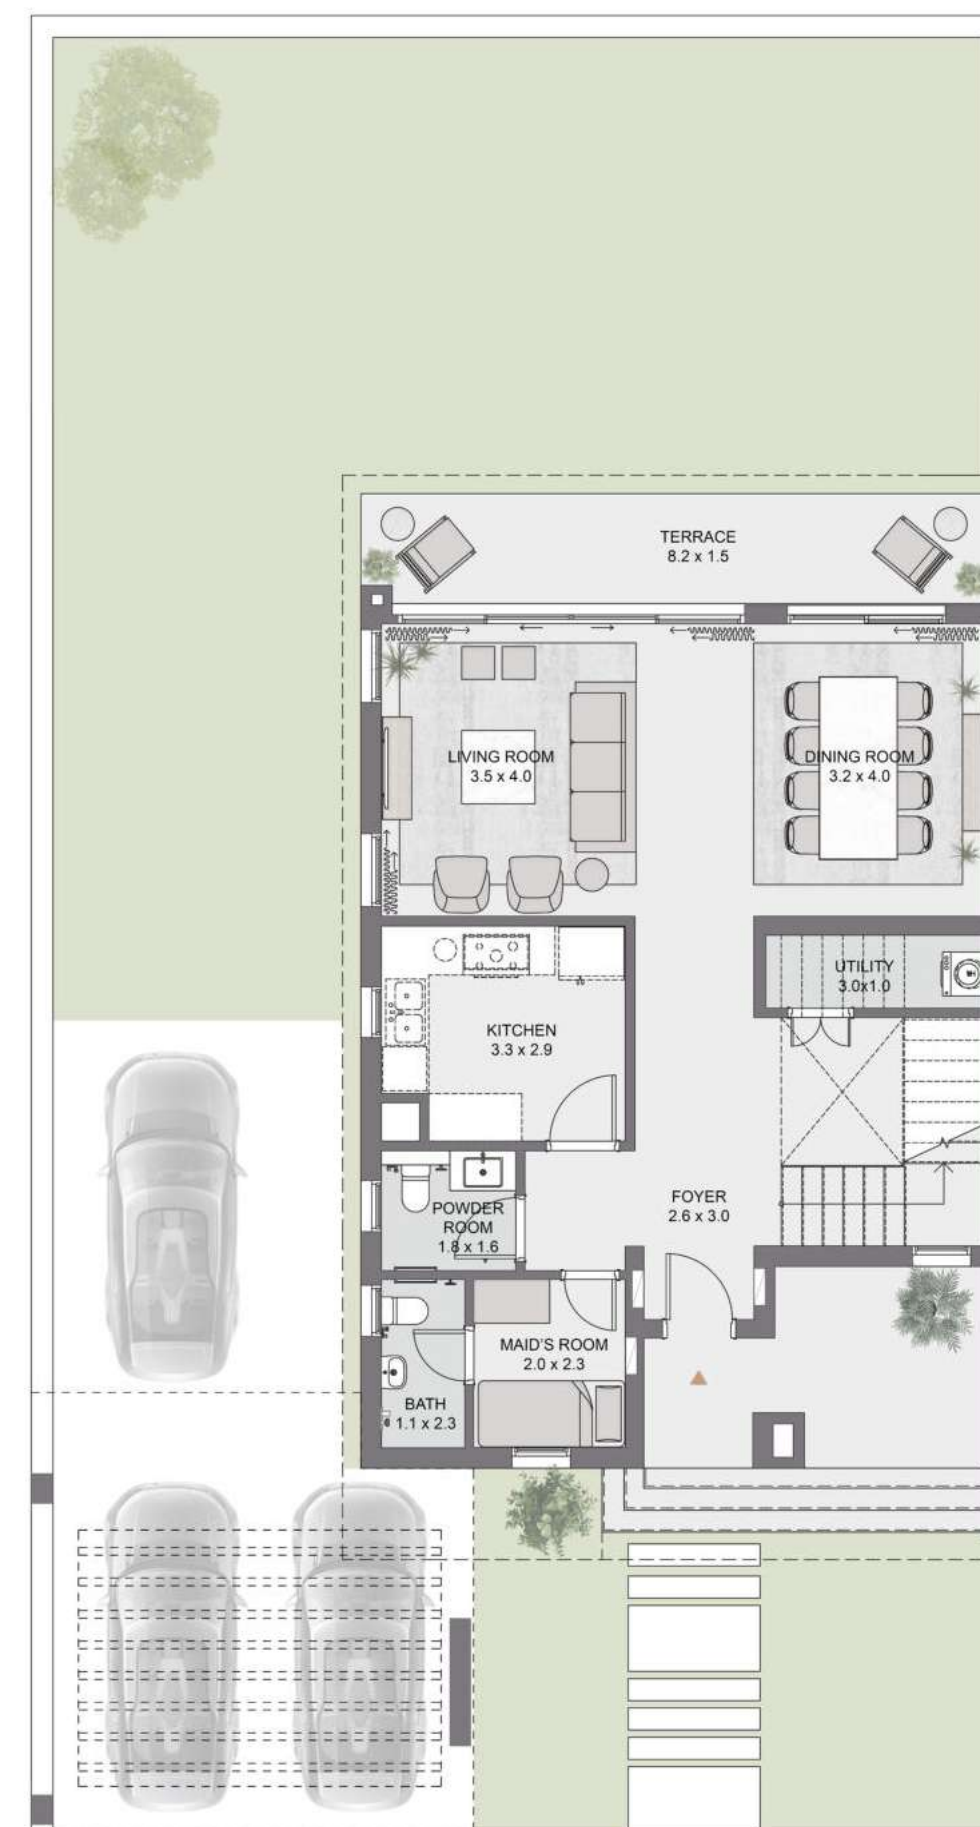 TERRACE
8.2 x 1.5
LIVING ROOM
3.5 x 4.0
DINING ROOM
3.2 x 4.0
UTILITY
3.0x1.0
KITCHEN
3.3 x 2.9
FOYER
2.6 x 3.0
POWDER
ROOM
1.8 x 1.6
MAID'S ROOM
2.0 x 2.3
BATH
1.1 x 2.3